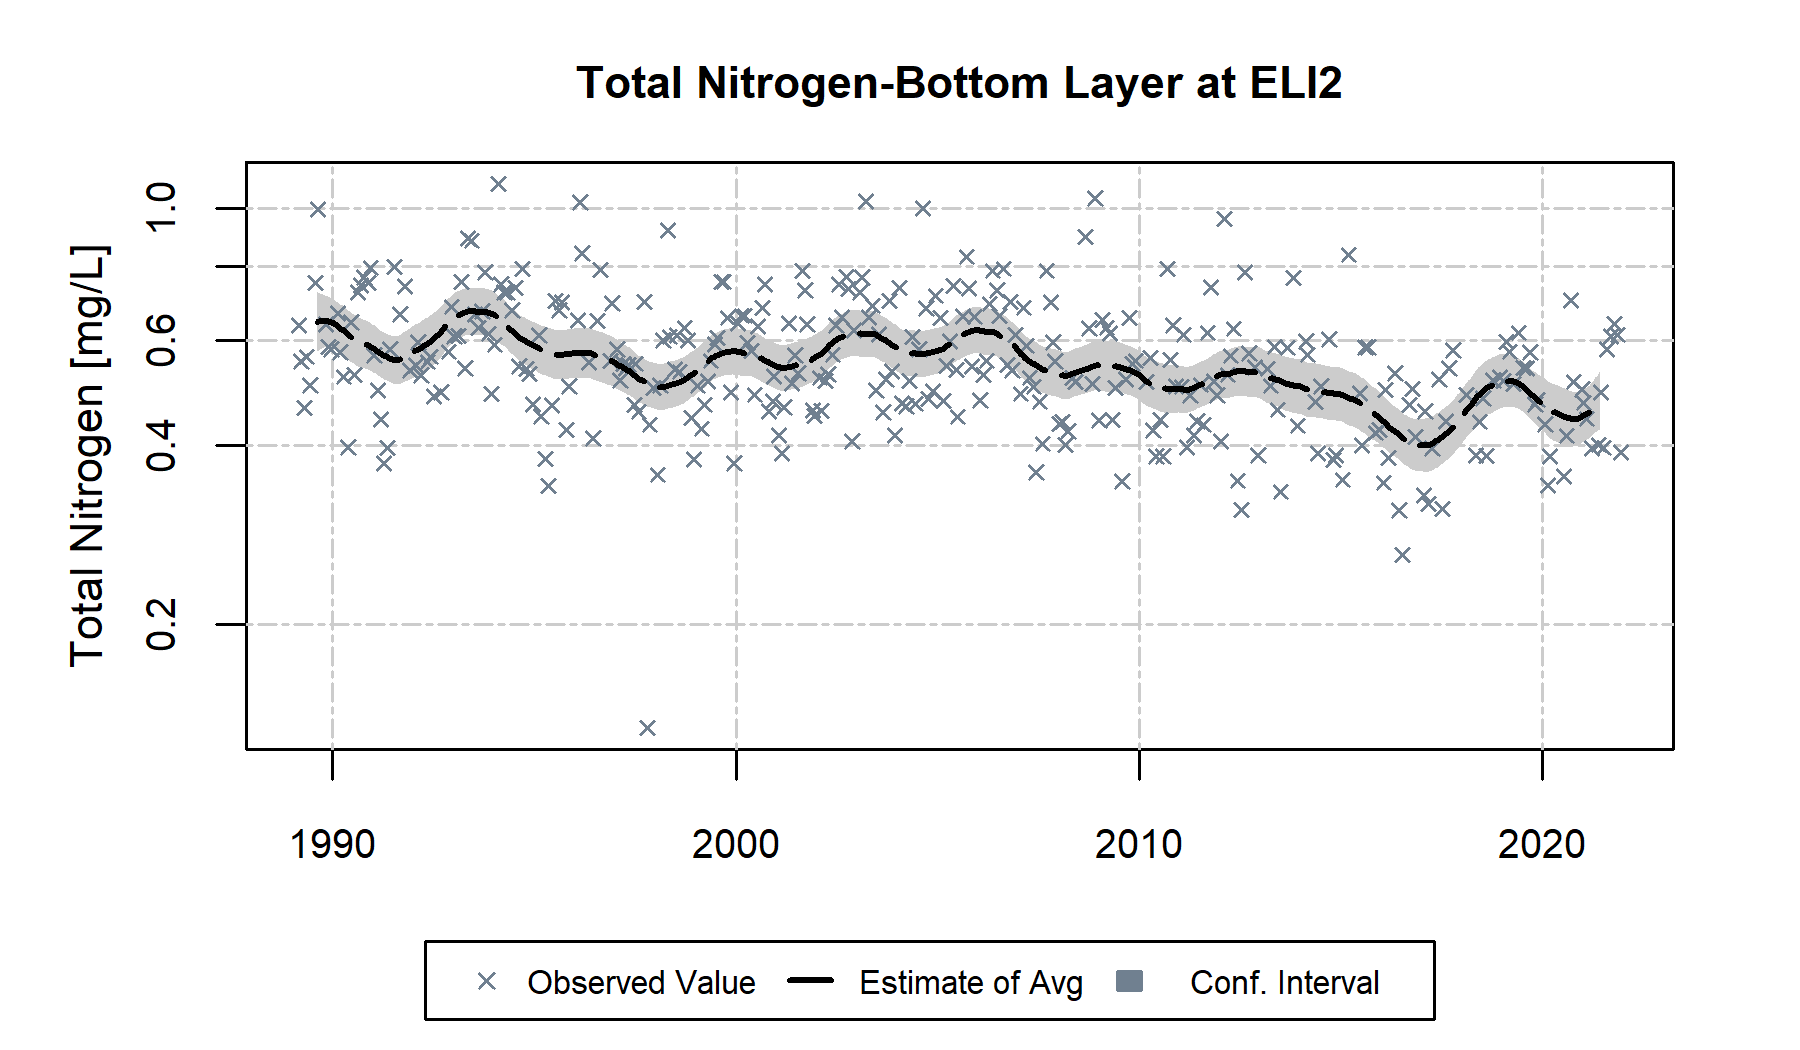 Total Nitrogen-Bottom Layer at ELI2
Total Nitrogen [mg/L]
1.0
0.6
0.4
0.2
1990 2000 2010 2020
Observed Value Estimate of Avg Conf. Interval